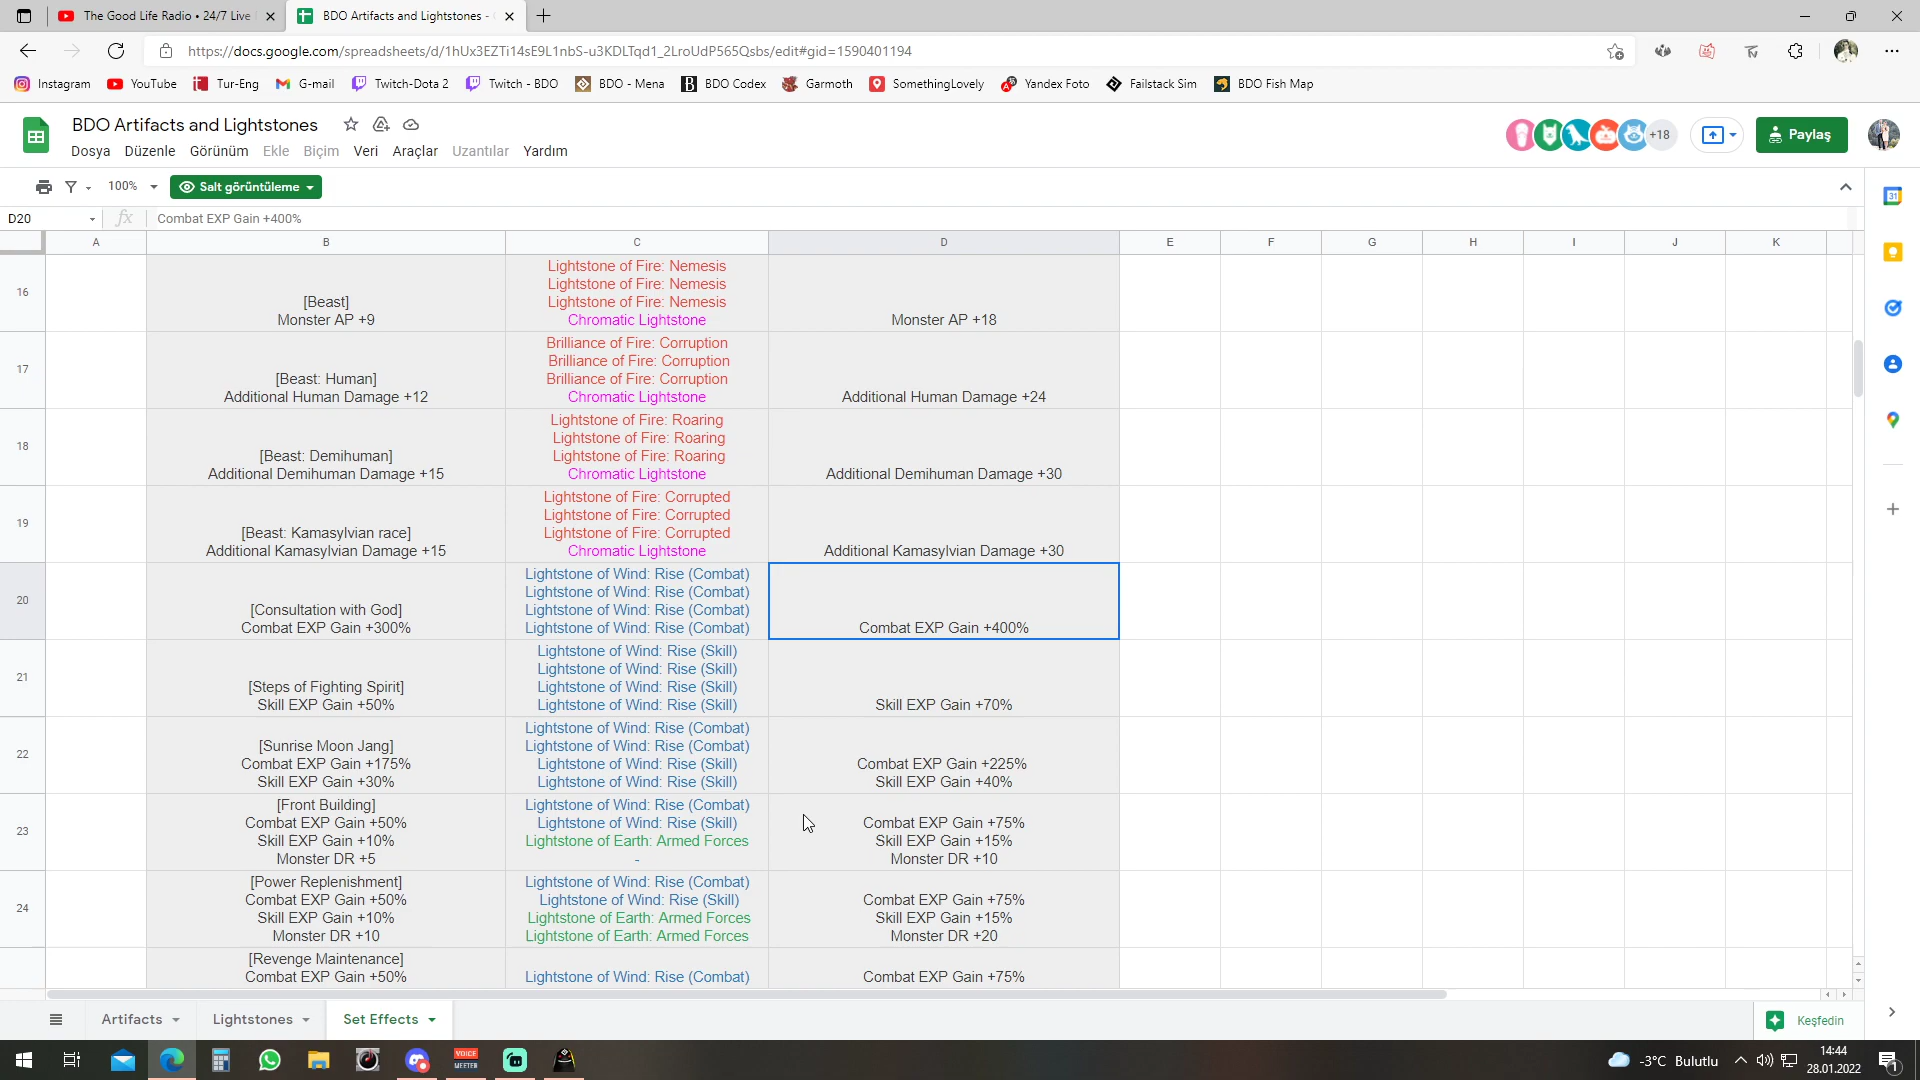 The Good Life Radio • 24/7 Live
BDO Artifacts and Lightstones -
https://docs.google.com/spreadsheets/d/1hUx3EZTi14sE9L1nbS-u3KDLTqd1_2LroUdP565Qsbs/edit#gid=1590401194
Instagram
YouTube
Tur-Eng
G-mail
Twitch-Dota 2
Twitch - BDO
BDO - Mena
BDO Codex
Garmoth
SomethingLovely
Yandex Foto
Failstack Sim
BDO Fish Map
BDO Artifacts and Lightstones
+18
Paylaş
Dosya Düzenle Görünüm Ekle Biçim Veri Araçlar Uzantılar Yardım
100%
Salt görüntüleme
31
D20
fx
Combat EXP Gain +400%
A B C D E F G H I J K
16
[Beast]
Monster AP +9
Lightstone of Fire: Nemesis
Lightstone of Fire: Nemesis
Lightstone of Fire: Nemesis
Chromatic Lightstone
Monster AP +18
17
[Beast: Human]
Additional Human Damage +12
Brilliance of Fire: Corruption
Brilliance of Fire: Corruption
Brilliance of Fire: Corruption
Chromatic Lightstone
Additional Human Damage +24
18
[Beast: Demihuman]
Additional Demihuman Damage +15
Lightstone of Fire: Roaring
Lightstone of Fire: Roaring
Lightstone of Fire: Roaring
Chromatic Lightstone
Additional Demihuman Damage +30
19
[Beast: Kamasylvian race]
Additional Kamasylvian Damage +15
Lightstone of Fire: Corrupted
Lightstone of Fire: Corrupted
Lightstone of Fire: Corrupted
Chromatic Lightstone
Additional Kamasylvian Damage +30
20
[Consultation with God]
Combat EXP Gain +300%
Lightstone of Wind: Rise (Combat)
Lightstone of Wind: Rise (Combat)
Lightstone of Wind: Rise (Combat)
Lightstone of Wind: Rise (Combat)
Combat EXP Gain +400%
21
[Steps of Fighting Spirit]
Skill EXP Gain +50%
Lightstone of Wind: Rise (Skill)
Lightstone of Wind: Rise (Skill)
Lightstone of Wind: Rise (Skill)
Lightstone of Wind: Rise (Skill)
Skill EXP Gain +70%
22
[Sunrise Moon Jang]
Combat EXP Gain +175%
Skill EXP Gain +30%
Lightstone of Wind: Rise (Combat)
Lightstone of Wind: Rise (Combat)
Lightstone of Wind: Rise (Skill)
Lightstone of Wind: Rise (Skill)
Combat EXP Gain +225%
Skill EXP Gain +40%
23
[Front Building]
Combat EXP Gain +50%
Skill EXP Gain +10%
Monster DR +5
Lightstone of Wind: Rise (Combat)
Lightstone of Wind: Rise (Skill)
Lightstone of Earth: Armed Forces
-
Combat EXP Gain +75%
Skill EXP Gain +15%
Monster DR +10
24
[Power Replenishment]
Combat EXP Gain +50%
Skill EXP Gain +10%
Monster DR +10
Lightstone of Wind: Rise (Combat)
Lightstone of Wind: Rise (Skill)
Lightstone of Earth: Armed Forces
Lightstone of Earth: Armed Forces
Combat EXP Gain +75%
Skill EXP Gain +15%
Monster DR +20
[Revenge Maintenance]
Combat EXP Gain +50%
Lightstone of Wind: Rise (Combat)
Combat EXP Gain +75%
Artifacts
Lightstones
Set Effects
Keşfedin
VOICE
MEETER
-3°C Bulutlu
14:44
28.01.2022
1